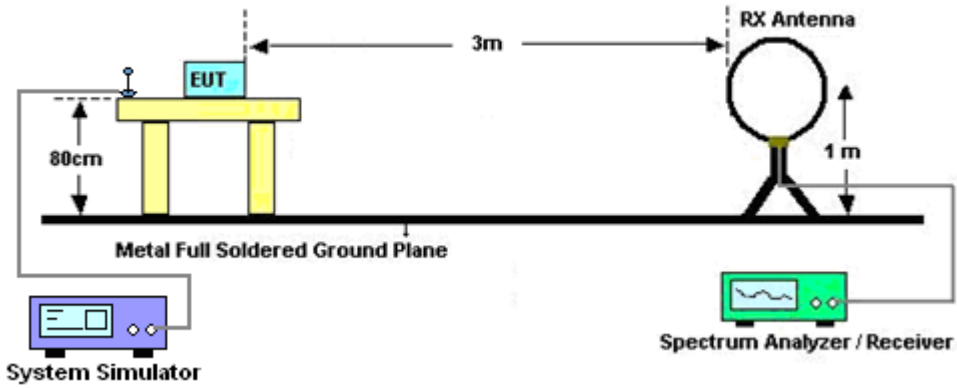 RX Antenna
3m
EUT
80cm
1 m
Metal Full Soldered Ground Plane
Spectrum Analyzer / Receiver
System Simulator